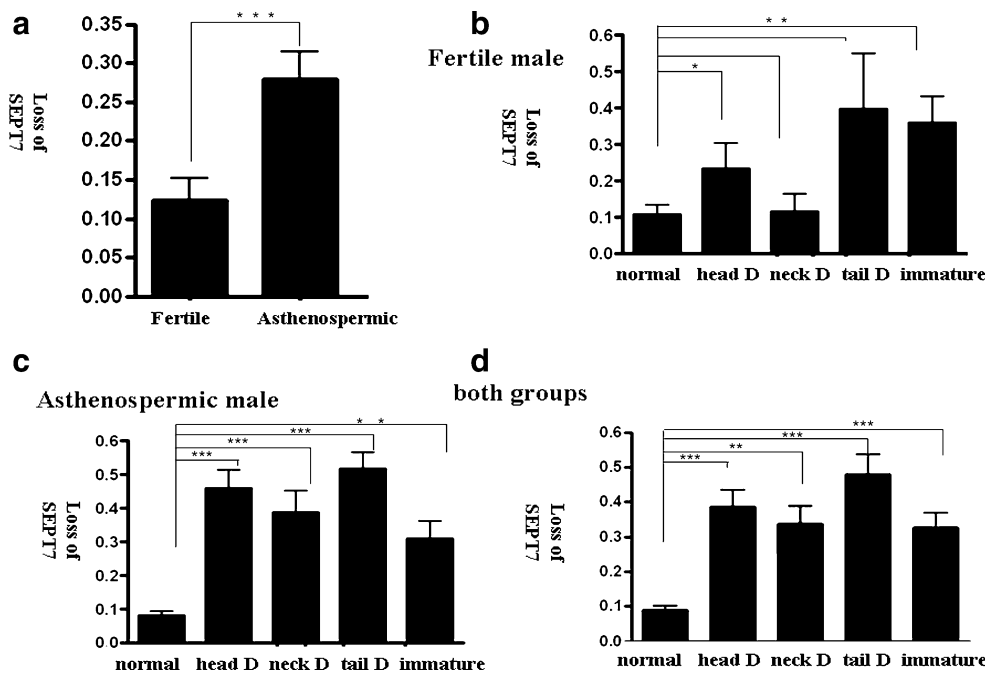 a
* * *
0.35
0.30
0.25
0.20
0.15
0.10
0.05
0.00
Loss of
SEPT7
Fertile Asthenospermic
b
Fertile male
* *
*
0.6
0.5
0.4
0.3
0.2
0.1
0.0
Loss of
SEPT7
normal head D neck D tail D immature
c
Asthenospermic male
* *
***
***
***
0.6
0.5
0.4
0.3
0.2
0.1
0.0
Loss of
SEPT7
normal head D neck D tail D immature
d
both groups
***
***
**
***
0.6
0.5
0.4
0.3
0.2
0.1
0.0
Loss of
SEPT7
normal head D neck D tail D immature